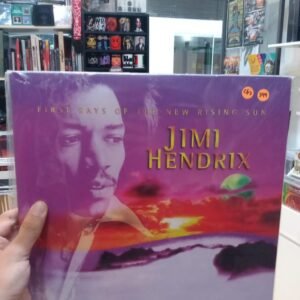 FIRST RAYS OF THE NEW RISING SUN
JIMI
HENDRIX